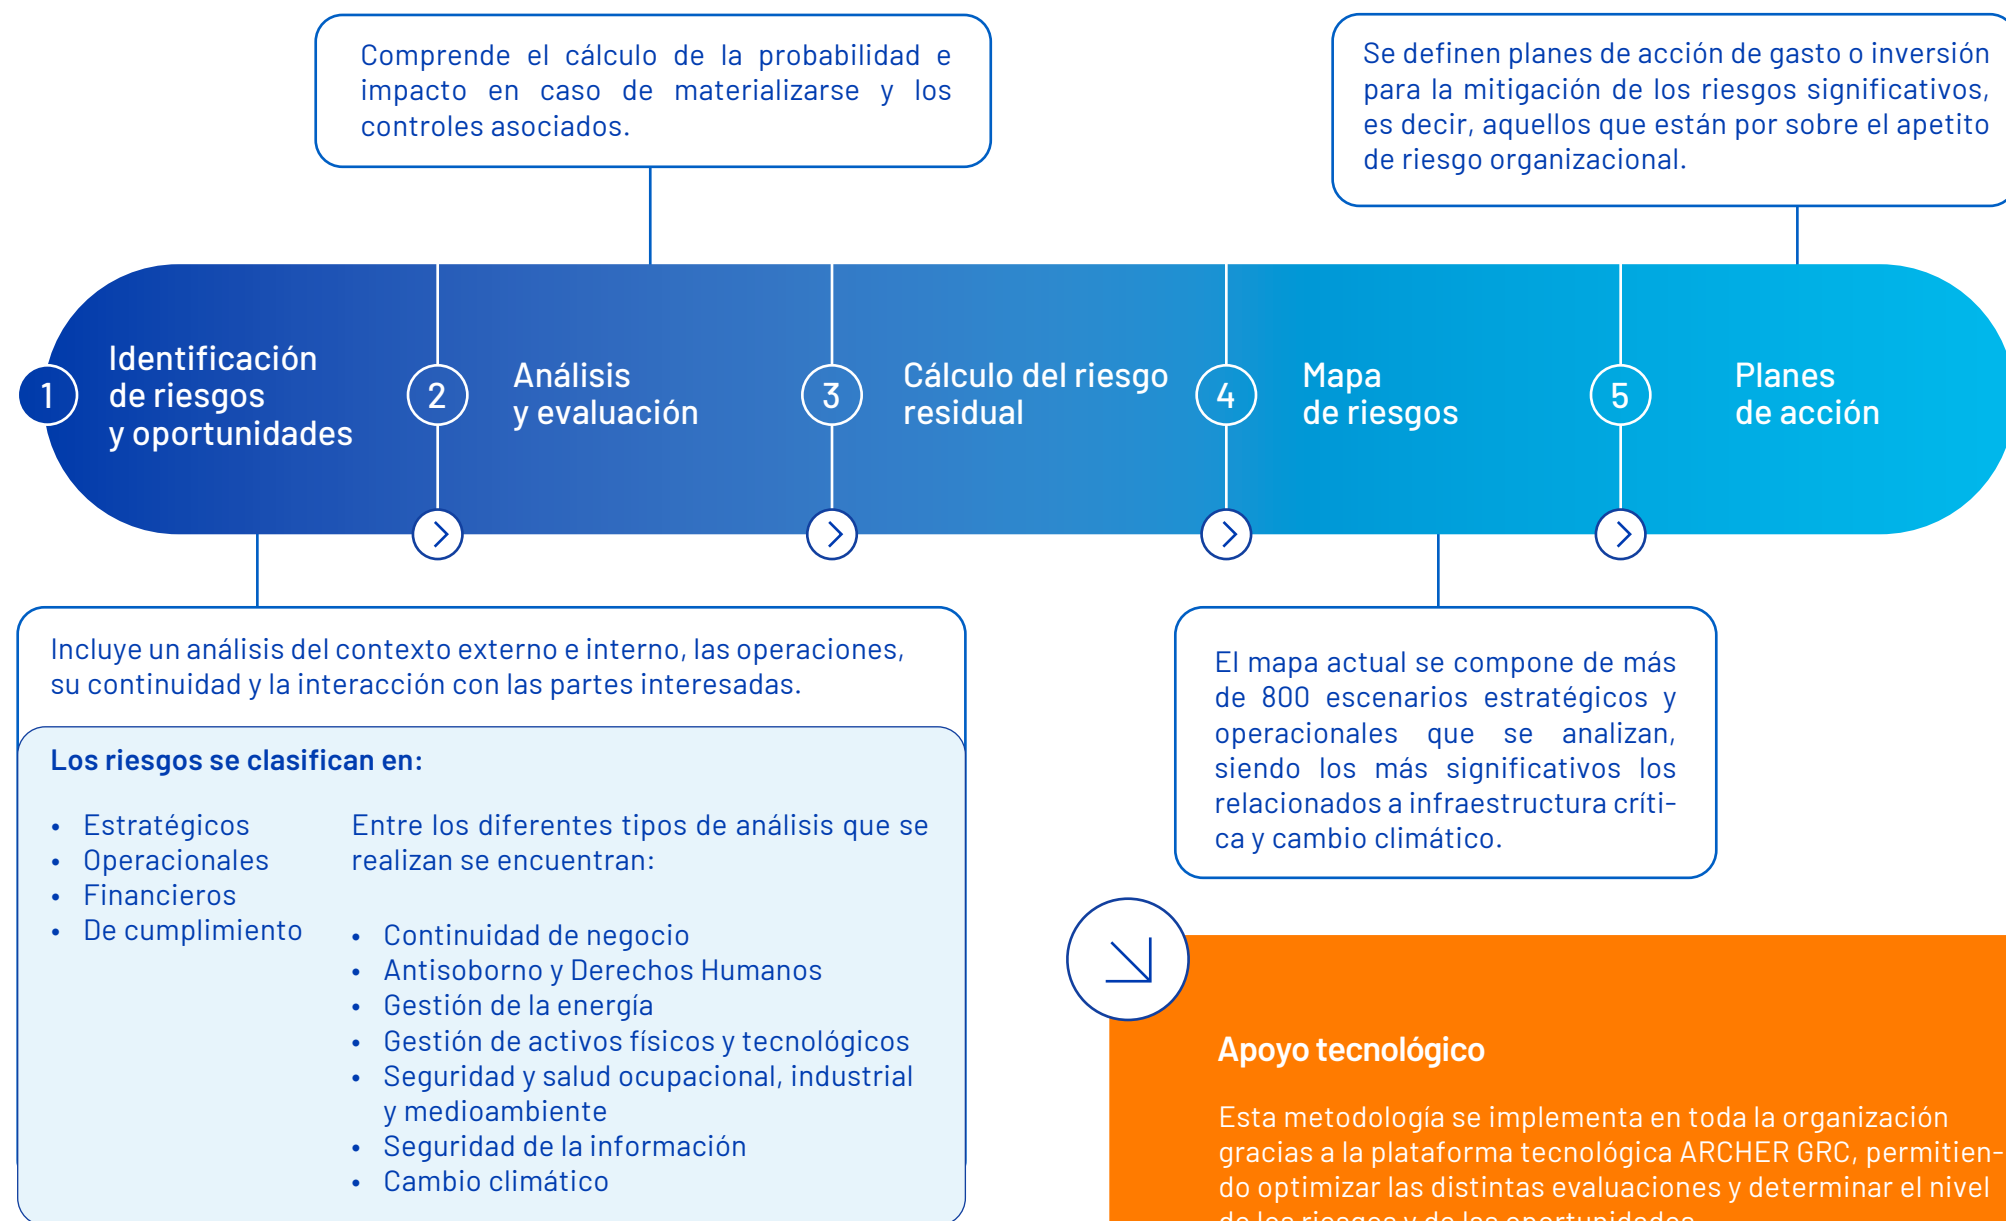 Comprende el cálculo de la probabilidad e
impacto en caso de materializarse y los
controles asociados.
Se definen planes de acción de gasto o inversión
para la mitigación de los riesgos significativos,
es decir, aquellos que están por sobre el apetito
de riesgo organizacional.
1
Identificación
de riesgos
y oportunidades
2
Análisis
y evaluación
3
Cálculo del riesgo
residual
4
Mapa
de riesgos
5
Planes
de acción
Incluye un análisis del contexto externo e interno, las operaciones,
su continuidad y la interacción con las partes interesadas.
Los riesgos se clasifican en:
• Estratégicos
• Operacionales
• Financieros
• De cumplimiento
Entre los diferentes tipos de análisis que se
realizan se encuentran:
• Continuidad de negocio
• Antisoborno y Derechos Humanos
• Gestión de la energía
• Gestión de activos físicos y tecnológicos
• Seguridad y salud ocupacional, industrial
y medioambiente
• Seguridad de la información
• Cambio climático
El mapa actual se compone de más
de 800 escenarios estratégicos y
operacionales que se analizan,
siendo los más significativos los
relacionados a infraestructura críti-
ca y cambio climático.
Apoyo tecnológico
Esta metodología se implementa en toda la organización
gracias a la plataforma tecnológica ARCHER GRC, permitien-
do optimizar las distintas evaluaciones y determinar el nivel
de los riesgos y de las oportunidades